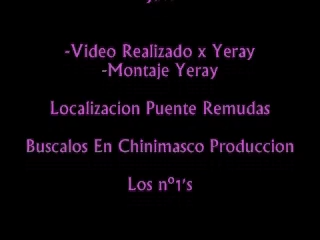 -Video Realizado x Yeray
-Montaje Yeray
Localizacion Puente Remudas
Buscalos En Chinimasco Produccion
Los nº1's